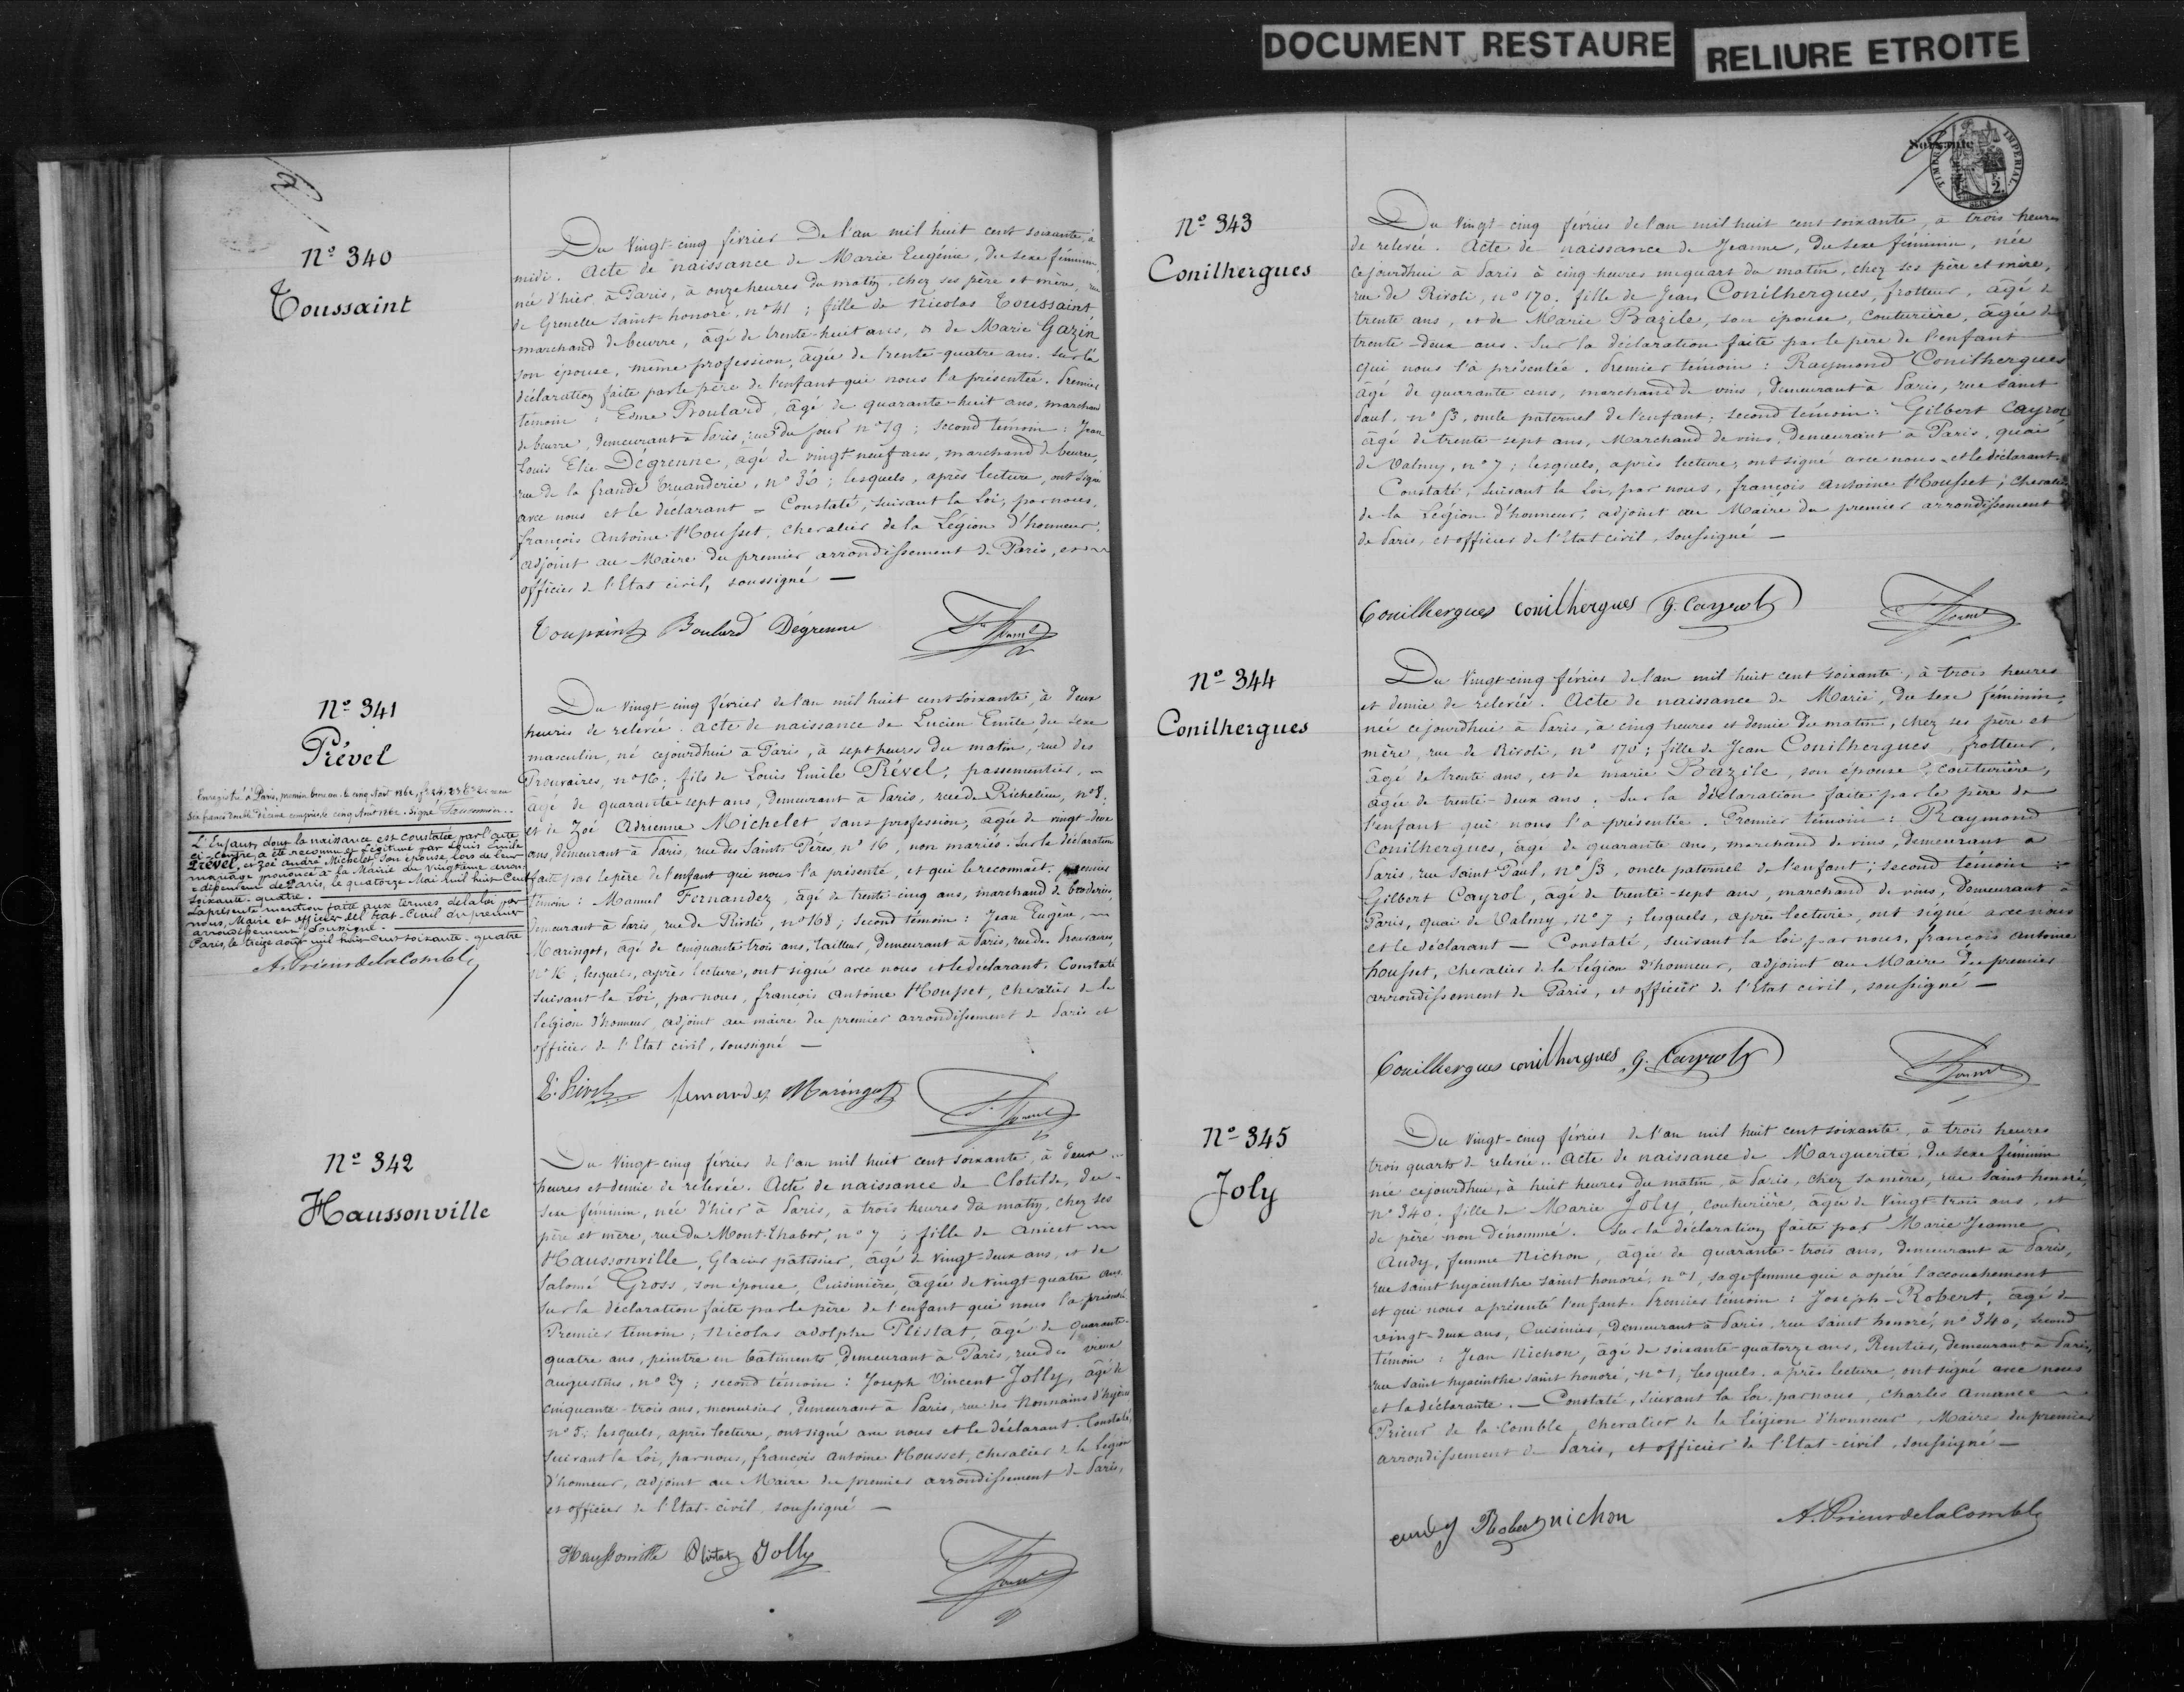 DOCUMENT RESTAURE
RELIURE ETROITE
Nº 340
Toussaint
Du Vingt-cinq février De l'an mil huit cent soixante, à
midi. Acte de naissance de Marie Eugénie, du sexe féminin,
née d'hier à Paris, à onze heures du matin, chez ses père et mère, rue
de Grenelle Saint-honoré, nº 41 ; fille de Nicolas Toussaint,
marchand de beurre, âgé de trente-huit ans, & de Marie Gazin
son épouse, même profession, âgée de trente-quatre ans. Sur la
déclaration faite par le père de l'enfant qui nous l'a présentée. Premier
témoin : Edme Boulard, âgé de quarante-huit ans, marchand
de beurre, demeurant à Paris, rue du Jour nº 19 ; Second temoin : Jean
Louis Elie Dégrenne, âgé de vingt-neuf ans, marchand de beurre,
rue de la grande truanderie, nº 36 ; lesquels, après lecture, ont signé
avec nous et le déclarant = Constaté, suivant la Loi, par nous,
françois Antoine Housset, chevalier de la Légion d'honneur,
adjoint au Maire du premier arrondissement de Paris, et
officier de l'Etat civil, soussigné —
Toussaint Boulard Dégrenne
Nº 341
Prével
Enregistré à Paris, premier bureau, le cinq Août 1862, fº 24,
Six francs double décime compris le cinq Août 1862. Signé
L'Enfant, dont la naissance est constatée par l'acte
ci-contre, a été reconnu et légitimé par Louis Emile
Prével, et Zoé André Michelet son épouse, lors de leur
mariage prononcé à la Mairie du Vingtième arron-
dissement de Paris, le quatorze Mai mil huit Cent
soixante-quatre.
La présente mention faite aux termes de la loi par
nous, Maire et officier de l'Etat-Civil du premier
arrondissement, soussigné.
Paris, le treize août mil huit cent soixante-quatre
A. Prieur de la Comble
Du vingt-cinq février de l'an mil huit cent soixante, à deux
heures de relevée. Acte de naissance de Lucien Emile, du sexe
masculin, né cejourdhui à Paris, à sept heures du matin, rue des
Prouvaires, nº 16 ; fils de Louis Emile Prével, passementier,
âgé de quarante sept ans, demeurant à Paris, rue de Richelieu, nº 8,
et de Zoé Adrienne Michelet, sans profession, âgée de vingt-deux
ans, demeurant à Paris, rue des Saints Pères, nº 16, non mariés. Sur la déclaration
faite par le père de l'enfant qui nous l'a présenté, et qui le reconnaît. Premier
témoin : Manuel Fernandez, âgé de trente-cinq ans, marchand de broderies,
demeurant à Paris, rue de Rivoli, nº 168 ; Second témoin : Jean Eugène,
Maringot, âgé de cinquante trois ans, tailleur, demeurant à Paris, rue des Prouvaires,
nº 16 ; lesquels, après lecture, ont signé avec nous et le déclarant. Constaté
suivant la Loi, par nous, françois Antoine Housset, chevalier de la
Légion d'honneur, adjoint au maire du premier arrondissement de Paris et
officier de l'Etat civil, soussigné —
E. Prével fernandez Maringot
Nº 342
Haussonville
Du Vingt-cinq février de l'an mil huit cent soixante, à deux
heures et demie de relevée. Acte de naissance de Clotilde, du
sexe féminin, née d'hier à Paris, à trois heures du matin, chez ses
père et mère, rue du Mont-Thabor, nº 7 ; fille de Anicet
Haussonville, Glacier pâtissier, âgé de vingt-deux ans, et de
Salomé Gross, son épouse, Cuisinière, âgée de vingt-quatre ans.
Sur la déclaration faite par le père de l'enfant qui nous l'a présenté
Premier témoin ; Nicolas adolphe Plistat, âgé de quarante-
quatre ans, peintre en bâtiments, demeurant à Paris, rue des vieux
augustins, nº 27 ; second témoin : Joseph Vincent Jolly, âgé de
cinquante-trois ans, menuisier, demeurant à Paris, rue des Nonnains d'hyères
nº 5 ; lesquels, après lecture, ont signé avec nous et le déclarant. Constaté,
suivant la Loi, par nous, françois Antoine Housset, chevalier de la Légion
d'honneur, adjoint au Maire du premier arrondissement de Paris,
et officier de l'Etat-civil, soussigné —
Haussonville Plistat Jolly
Soixante
TIMBRE IMPERIAL
Nº 343
Conilhergues
Du Vingt-cinq février de l'an mil huit cent soixante, à trois heures
de relevée. Acte de naissance de Jeanne, du sexe féminin, née
cejourdhui à Paris à cinq heures un quart du matin, chez ses père et mère,
rue de Rivoli, nº 170. fille de Jean Conilhergues, frotteur, âgé de
trente ans, et de Marie Bazile, son épouse, couturière, âgée de
trente-deux ans. Sur la déclaration faite par le père de l'enfant
qui nous l'a présentée. Premier témoin : Raymond Conilhergues
âgé de quarante ans, marchand de vins, demeurant à Paris, rue Saint
Paul, nº 13, oncle paternel de l'enfant ; second témoin : Gilbert Cayrol
âgé de trente-sept ans, Marchand de vins, demeurant à Paris, quai
de Valmy, nº 7 ; lesquels, après lecture, ont signé avec nous et le déclarant
Constaté, suivant la Loi, par nous, françois Antoine Housset, chevalier
de la Légion d'honneur, adjoint au Maire du premier arrondissement
de Paris, et officier de l'Etat civil, soussigné —
Conilhergues conilhergues G. Cayrol
Nº 344
Conilhergues
Du Vingt-cinq février de l'an mil huit cent soixante, à trois heures
et demie de relevée. Acte de naissance de Marie, du sexe féminin,
née cejourdhui à Paris, à cinq heures et demie du matin, chez ses père et
mère, rue de Rivoli, nº 170 ; fille de Jean Conilhergues, frotteur,
âgé de trente ans, et de marie Bazile, son épouse, couturière,
âgée de trente-deux ans. Sur la déclaration faite par le père de
l'enfant qui nous l'a présentée. Premier témoin : Raymond
Conilhergues, âgé de quarante ans, marchand de vins, demeurant à
Paris, rue Saint Paul, nº 13, oncle paternel de l'enfant ; second témoin :
Gilbert Cayrol, âgé de trente-sept ans, marchand de vins, demeurant à
Paris, quai de Valmy, nº 7 ; lesquels, après lecture, ont signé avec nous
et le déclarant — Constaté, suivant la Loi par nous, françois Antoine
housset, chevalier de la Légion d'honneur, adjoint au Maire du premier
arrondissement de Paris, et officier de l'Etat civil, soussigné —
Conilhergues conilhergues G. Cayrol
Nº 345
Joly
Du Vingt-cinq février de l'an mil huit cent soixante, à trois heures
trois quarts de relevée. Acte de naissance de Marguerite, du sexe féminin
née cejourdhui, à huit heures du matin, à Paris, chez sa mère, rue Saint honoré,
nº 340. fille de Marie Joly, couturière, âgée de vingt-trois ans, et
de père non dénommé. Sur la déclaration faite par Marie Jeanne
Audy, femme Nichon, âgée de quarante-trois ans, demeurant à Paris,
rue Saint hyacinthe Saint honoré, nº 1, sage femme qui a opéré l'accouchement
et qui nous a présenté l'enfant. Premier témoin : Joseph-Robert, âgé de
vingt-deux ans, Cuisinier, demeurant à Paris, rue Saint honoré, nº 340, second
témoin : Jean Nichon, âgé de soixante-quatorze ans, Rentier, demeurant à Paris,
rue Saint hyacinthe Saint honoré, nº 1, lesquels, après lecture, ont signé avec nous
et la déclarante. — Constaté, suivant la Loi, par nous, Charles Amance
Prieur de la Comble, chevalier de la Légion d'honneur, Maire du premier
arrondissement de Paris, et officier de l'Etat-civil, soussigné —
audy Robert nichon
A. Prieur de la Comble